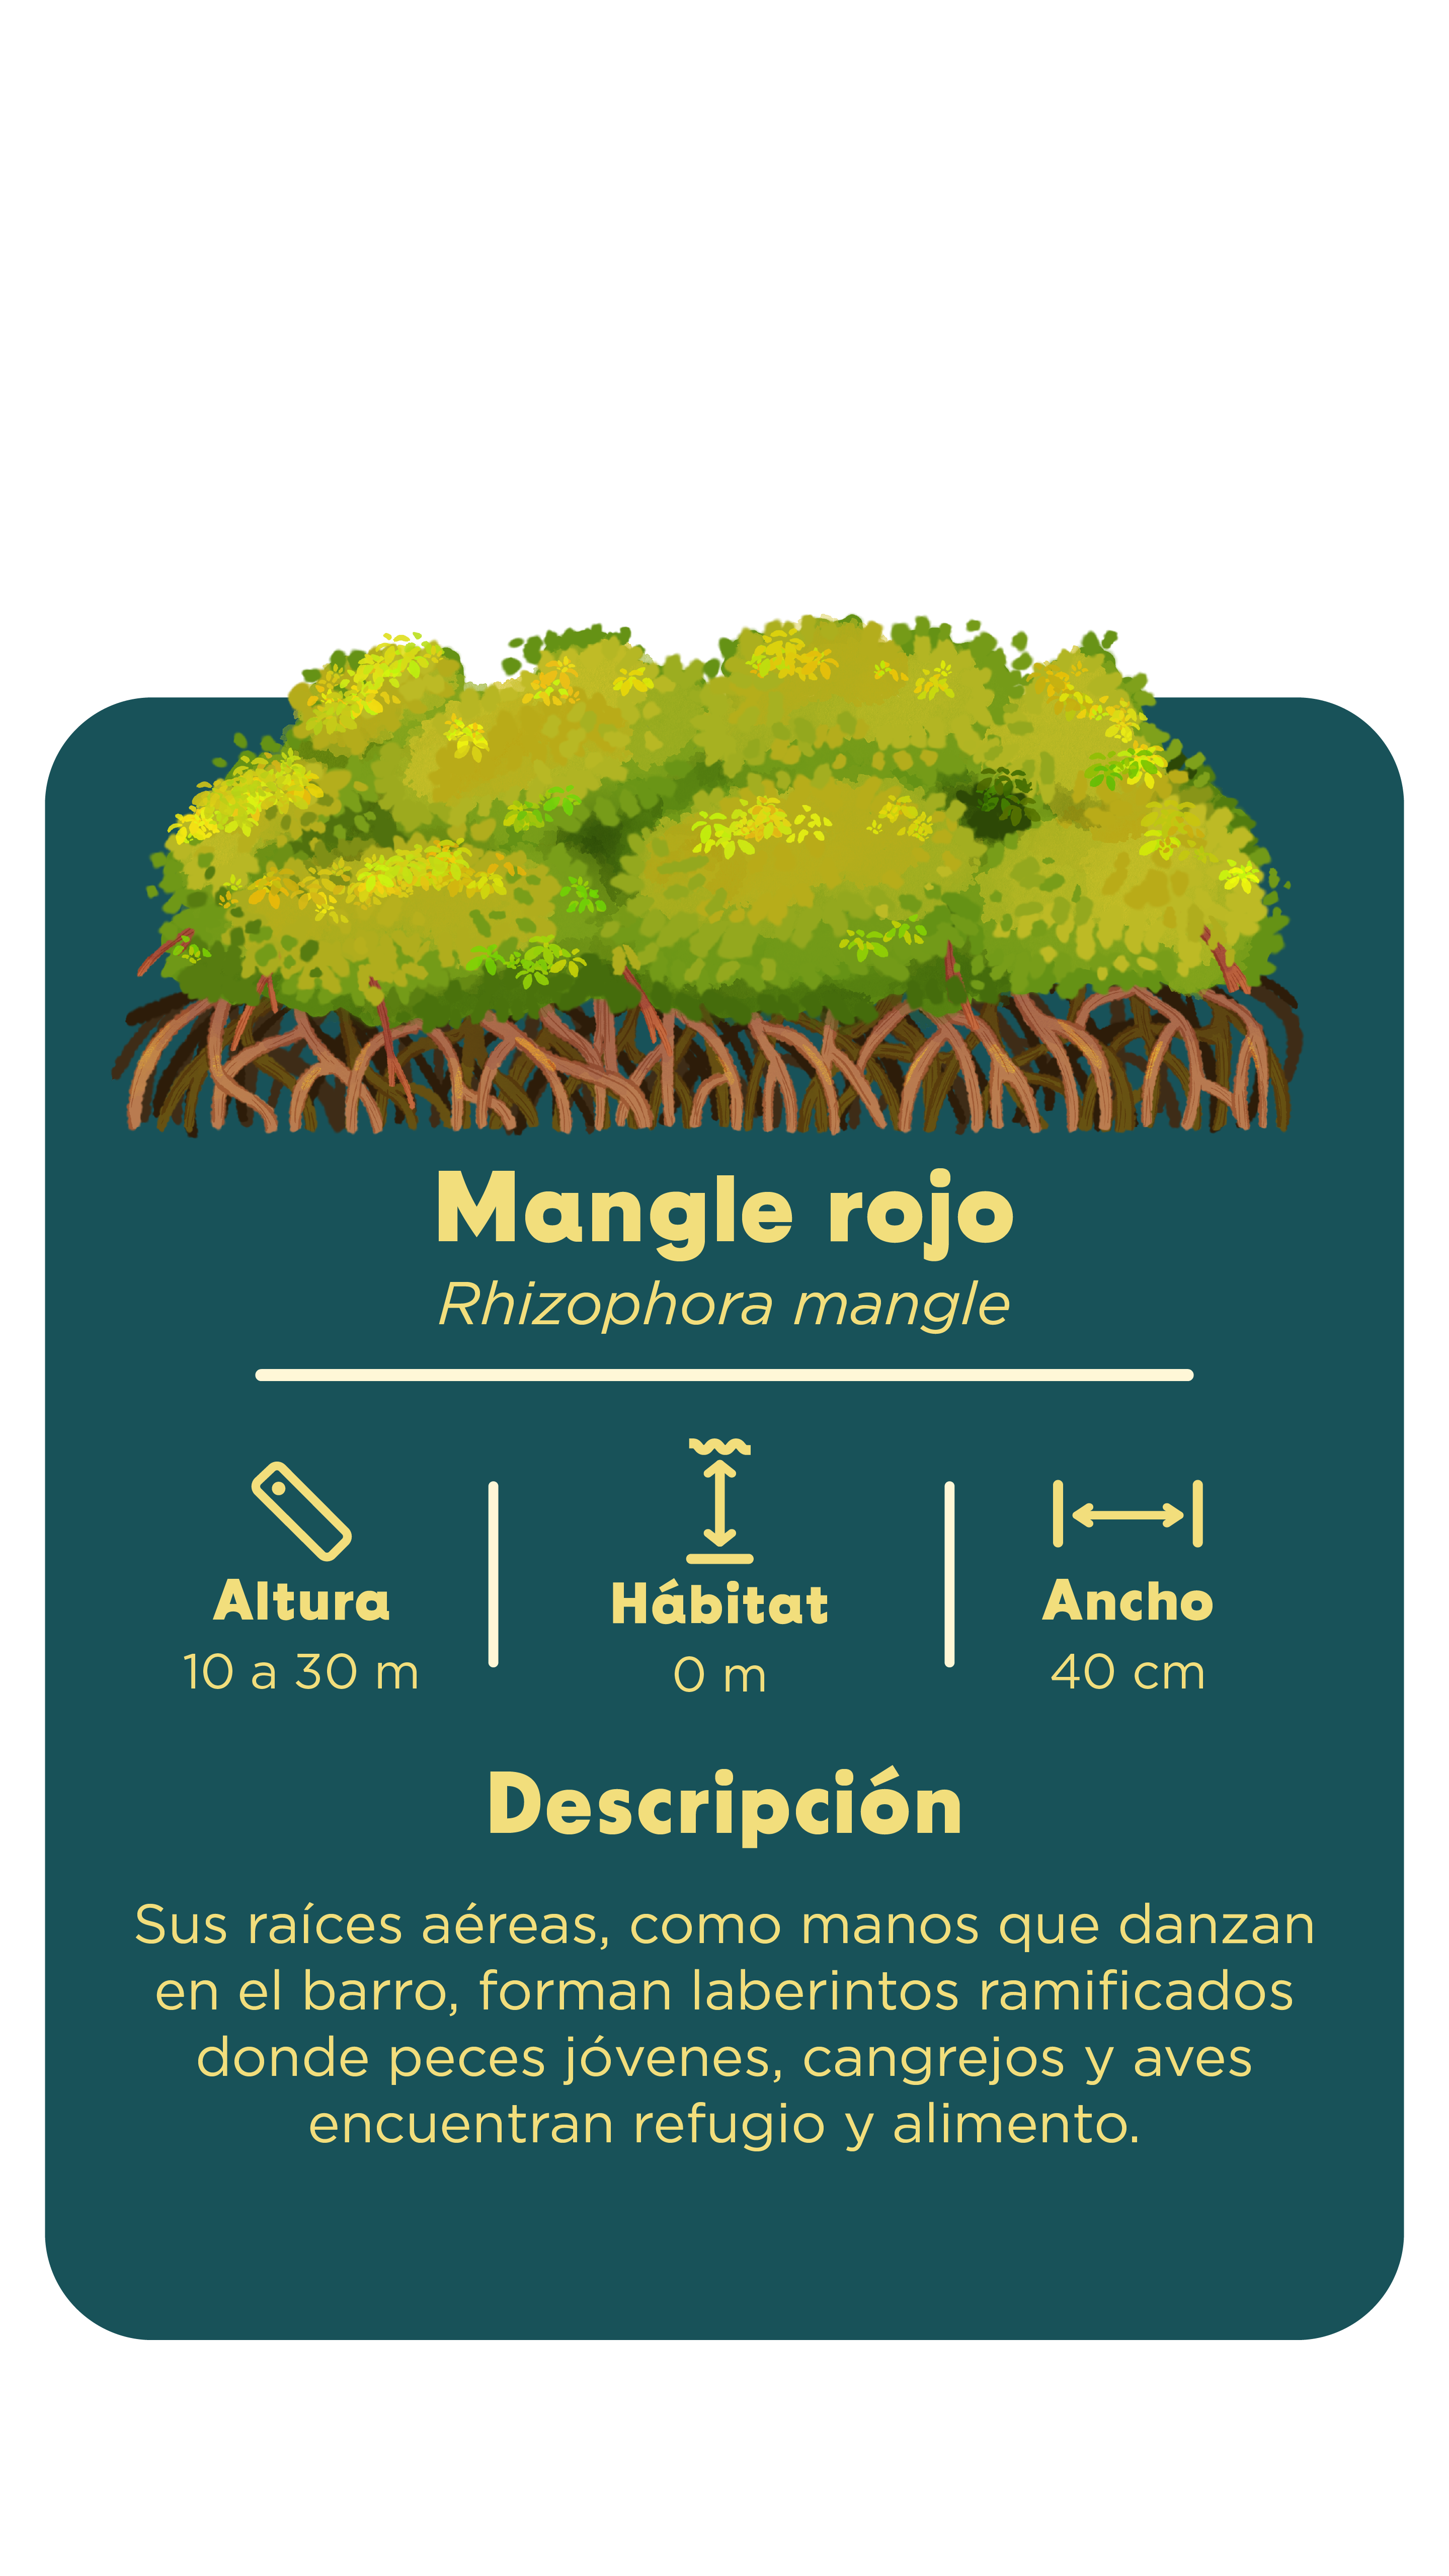 Mangle rojo
Rhizophora mangle
Altura
10 a 30 m
Hábitat
0 m
Ancho
40 cm
Descripción
Sus raíces aéreas, como manos que danzan
en el barro, forman laberintos ramificados
donde peces jóvenes, cangrejos y aves
encuentran refugio y alimento.